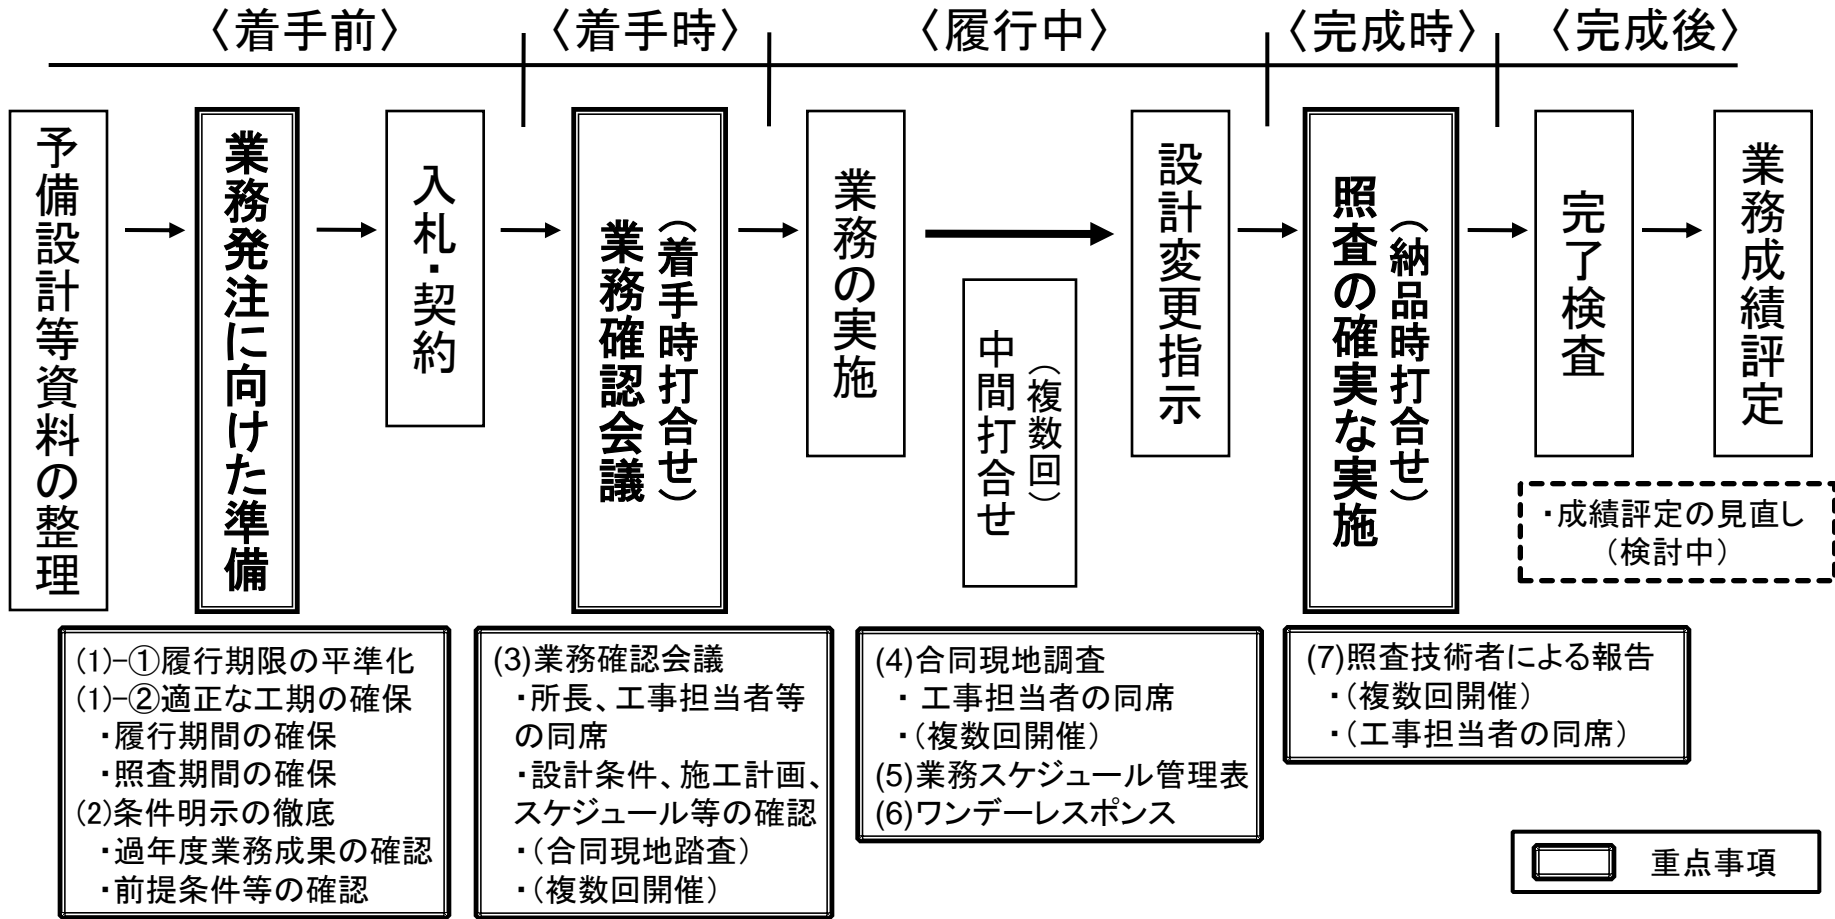 〈着手前〉
〈着手時〉
〈履行中〉
〈完成時〉
〈完成後〉
予備設計等資料の整理
業務発注に向けた準備
入札・契約
（着手時打合せ）
業務確認会議
業務の実施
（複数回）
中間打合せ
設計変更指示
（納品時打合せ）
照査の確実な実施
完了検査
業務成績評定
・成績評定の見直し
（検討中）
(1)-①履行期限の平準化
(1)-②適正な工期の確保
・履行期間の確保
・照査期間の確保
(2)条件明示の徹底
・過年度業務成果の確認
・前提条件等の確認
(3)業務確認会議
・所長、工事担当者等
の同席
・設計条件、施工計画、
スケジュール等の確認
・（合同現地踏査）
・（複数回開催）
(4)合同現地調査
・ 工事担当者の同席
・（複数回開催）
(5)業務スケジュール管理表
(6)ワンデーレスポンス
(7)照査技術者による報告
・（複数回開催）
・（工事担当者の同席）
重点事項